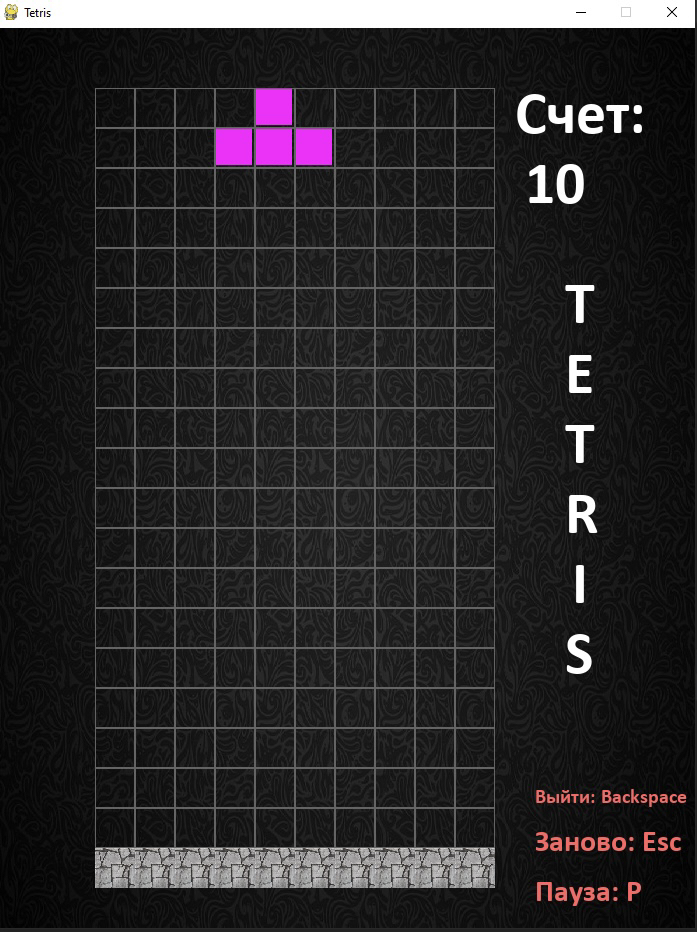 Tetris
Счет:
10
T
E
T
R
I
S
Выйти: Backspace
Заново: Esc
Пауза: P